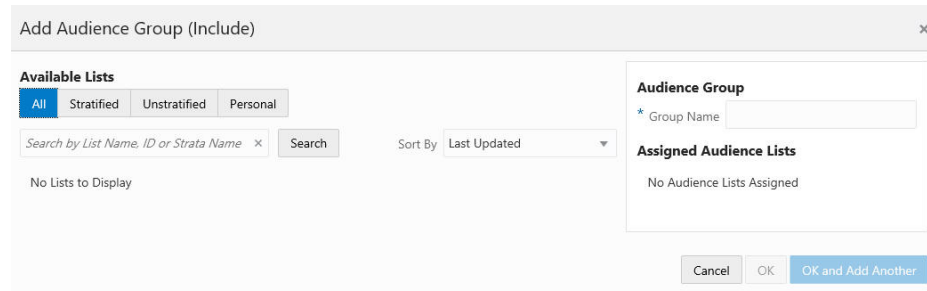 Add Audience Group (Include)
×
Available Lists
All Stratified Unstratified Personal
Search by List Name, ID or Strata Name × Search Sort By Last Updated
No Lists to Display
Audience Group
* Group Name
Assigned Audience Lists
No Audience Lists Assigned
Cancel OK OK and Add Another